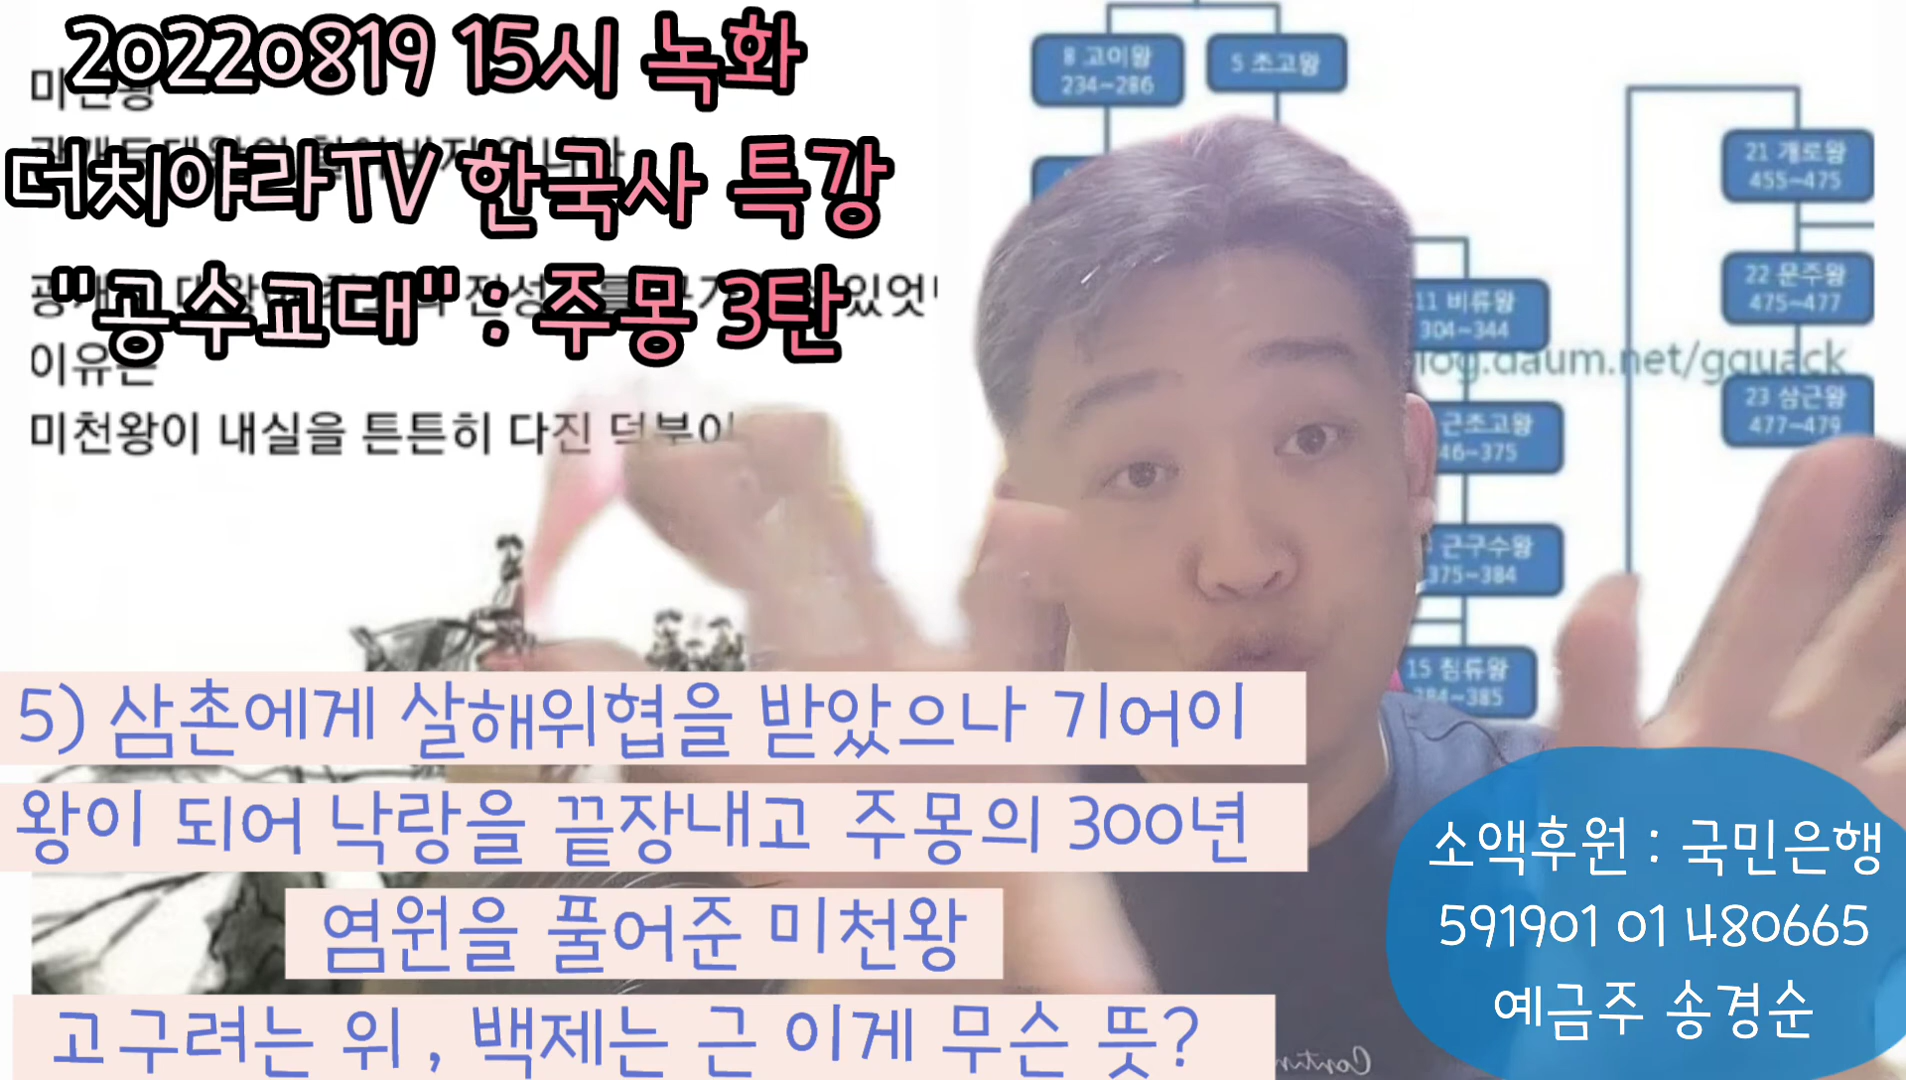 20220819 15시 녹화
더치야라TV 한국사 특강
"공수교대" : 주몽 3탄
이유는
미천왕이 내실을 튼튼히 다진 덕분이
8 고이왕
234~286
5 초고왕
21 개로왕
455~475
11 비류왕
304~344
22 문주왕
475~477
blog.daum.net/gquack
23 삼근왕
477~479
근초고왕
46~375
근구수왕
375~384
15 침류왕
384~385
5) 삼촌에게 살해위협을 받았으나 기어이
왕이 되어 낙랑을 끝장내고 주몽의 300년
염원을 풀어준 미천왕
고구려는 위, 백제는 근 이게 무슨 뜻?
소액후원 : 국민은행
591901 01 480665
예금주 송경순